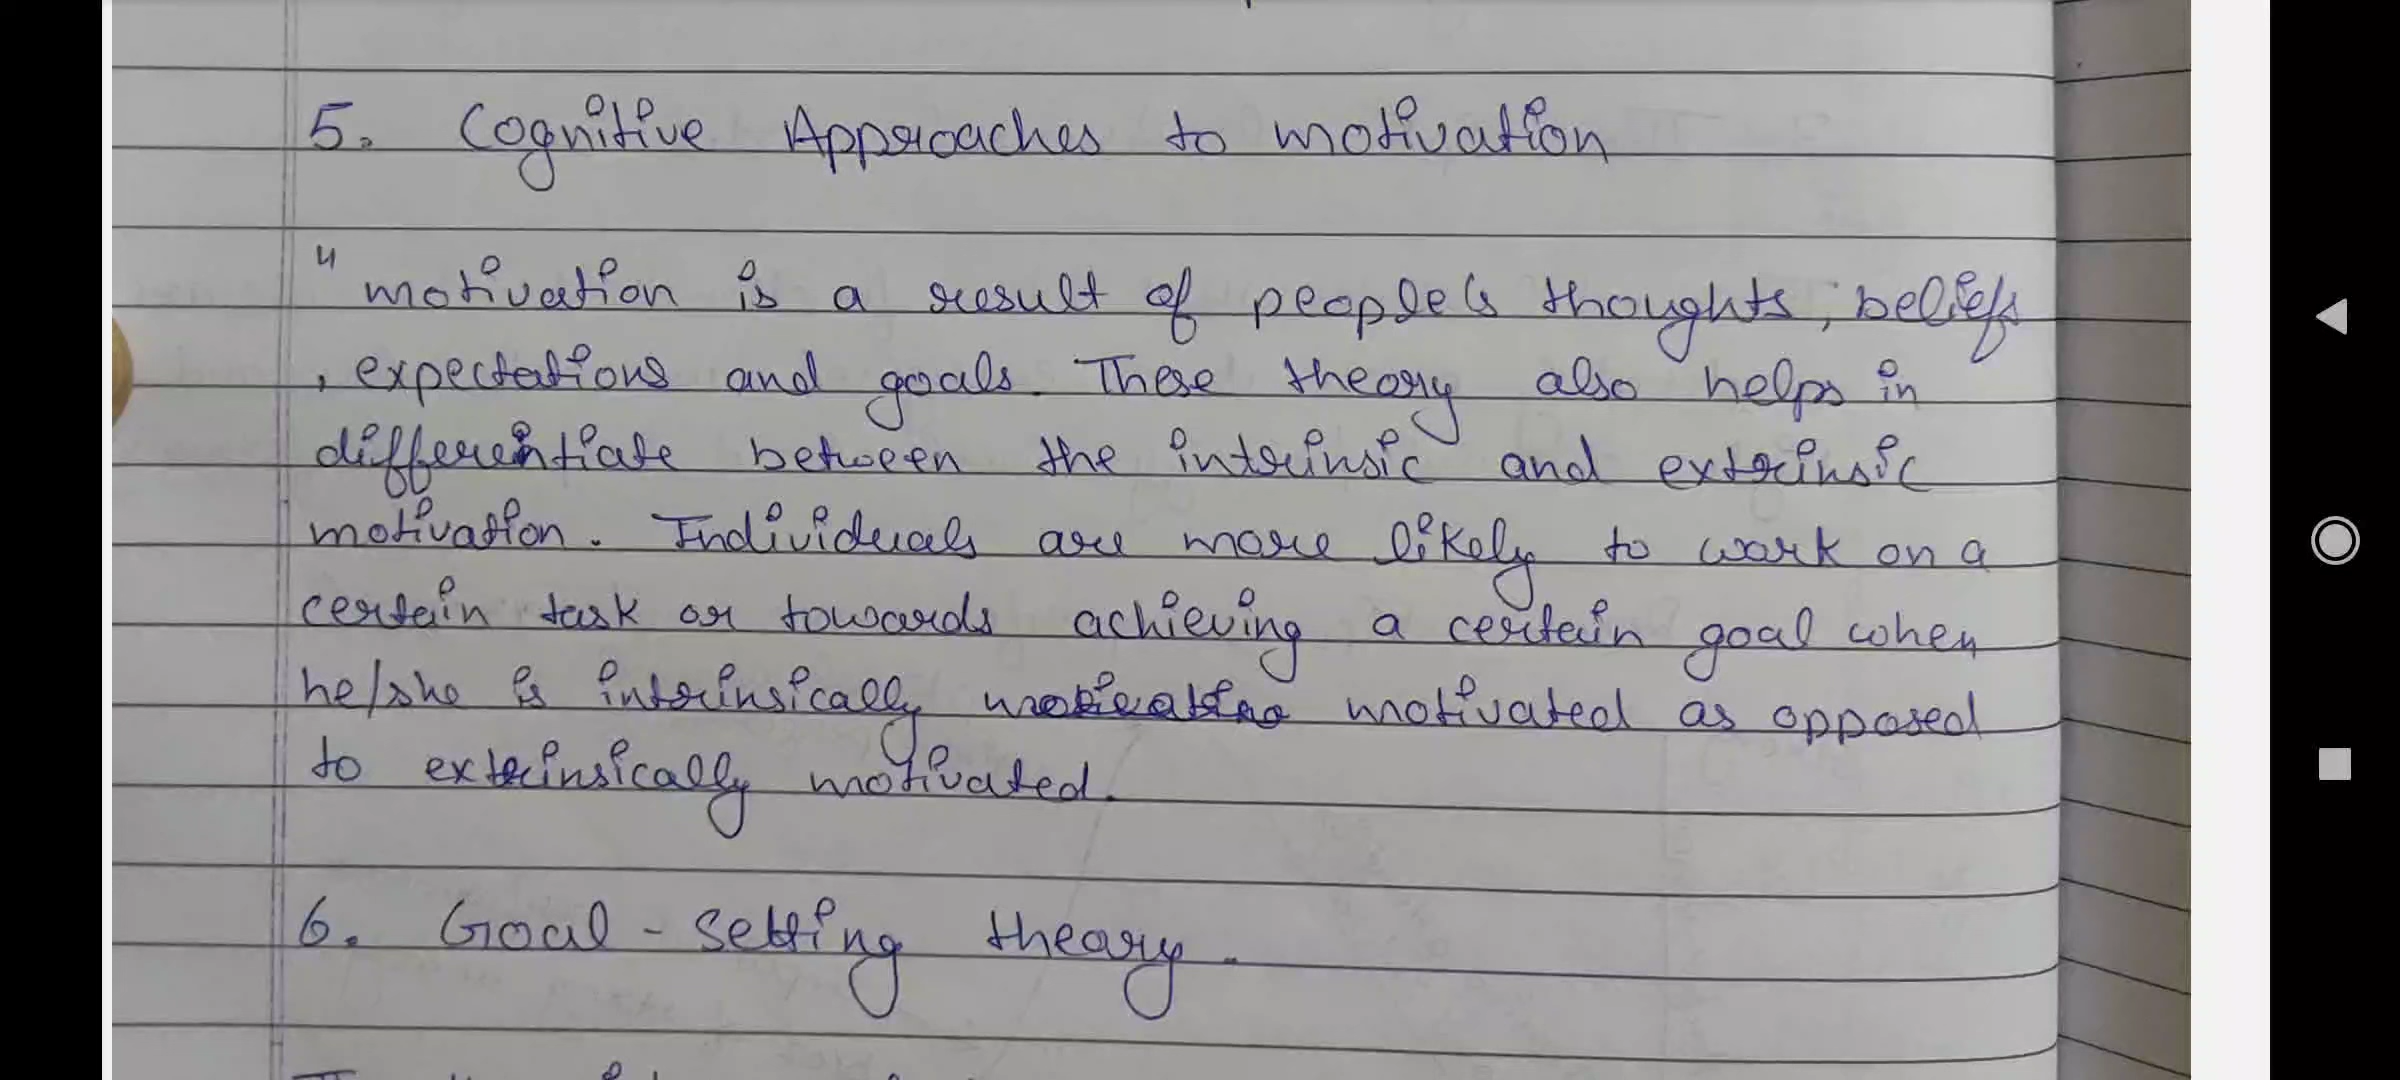 5. Cognitive Approaches to motivation
" motivation is a result of people's thoughts, beliefs
, expectations and goals. These theory also helps in
differentiate between the intrinsic and extrinsic
motivation. Individuals are more likely to work on a
certain task or towards achieving a certain goal when
he/she is intrinsically motivated as opposed
to extrinsically motivated.
6. Goal - setting theory.